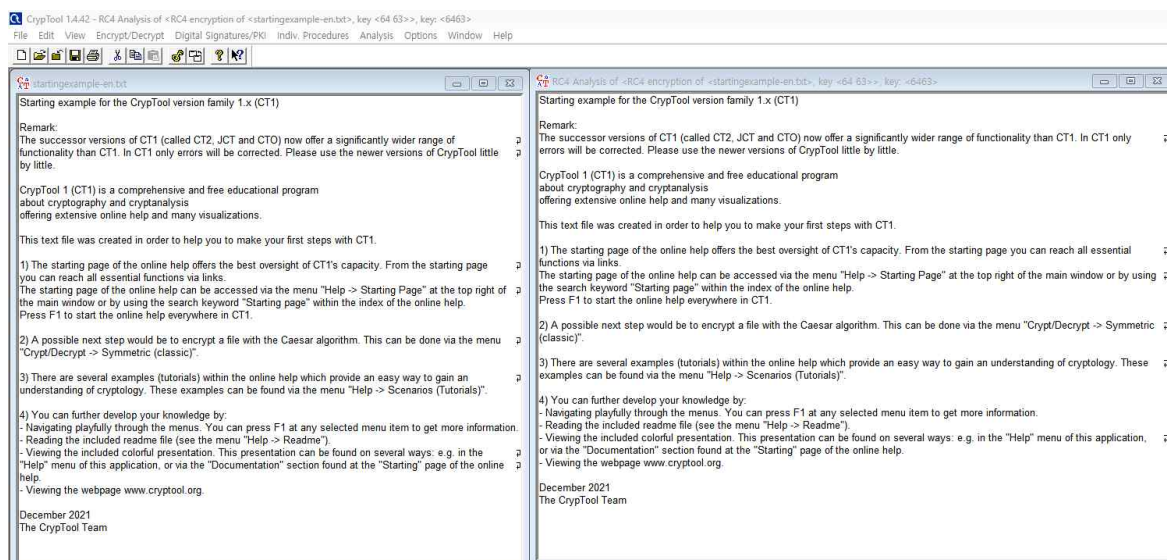 CrypTool 1.4.42 - RC4 Analysis of <RC4 encryption of <startingexample-en.txt>, key <64 63>>, key: <6463>
File Edit View Encrypt/Decrypt Digital Signatures/PKI Indiv. Procedures Analysis Options Window Help
startingexample-en.txt
Starting example for the CrypTool version family 1.x (CT1)
Remark:
The successor versions of CT1 (called CT2, JCT and CTO) now offer a significantly wider range of
functionality than CT1. In CT1 only errors will be corrected. Please use the newer versions of CrypTool little
by little.
CrypTool 1 (CT1) is a comprehensive and free educational program
about cryptography and cryptanalysis
offering extensive online help and many visualizations.
This text file was created in order to help you to make your first steps with CT1.
1) The starting page of the online help offers the best oversight of CT1's capacity. From the starting page
you can reach all essential functions via links.
The starting page of the online help can be accessed via the menu "Help -> Starting Page" at the top right of
the main window or by using the search keyword "Starting page" within the index of the online help.
Press F1 to start the online help everywhere in CT1.
2) A possible next step would be to encrypt a file with the Caesar algorithm. This can be done via the menu
"Crypt/Decrypt -> Symmetric (classic)".
3) There are several examples (tutorials) within the online help which provide an easy way to gain an
understanding of cryptology. These examples can be found via the menu "Help -> Scenarios (Tutorials)".
4) You can further develop your knowledge by:
- Navigating playfully through the menus. You can press F1 at any selected menu item to get more information.
- Reading the included readme file (see the menu "Help -> Readme").
- Viewing the included colorful presentation. This presentation can be found on several ways: e.g. in the
"Help" menu of this application, or via the "Documentation" section found at the "Starting" page of the online
help.
- Viewing the webpage www.cryptool.org.
December 2021
The CrypTool Team
RC4 Analysis of <RC4 encryption of <startingexample-en.txt>, key <64 63>>, key: <6463>
Starting example for the CrypTool version family 1.x (CT1)
Remark:
The successor versions of CT1 (called CT2, JCT and CTO) now offer a significantly wider range of functionality than CT1. In CT1 only
errors will be corrected. Please use the newer versions of CrypTool little by little.
CrypTool 1 (CT1) is a comprehensive and free educational program
about cryptography and cryptanalysis
offering extensive online help and many visualizations.
This text file was created in order to help you to make your first steps with CT1.
1) The starting page of the online help offers the best oversight of CT1's capacity. From the starting page you can reach all essential
functions via links.
The starting page of the online help can be accessed via the menu "Help -> Starting Page" at the top right of the main window or by using
the search keyword "Starting page" within the index of the online help.
Press F1 to start the online help everywhere in CT1.
2) A possible next step would be to encrypt a file with the Caesar algorithm. This can be done via the menu "Crypt/Decrypt -> Symmetric
(classic)".
3) There are several examples (tutorials) within the online help which provide an easy way to gain an understanding of cryptology. These
examples can be found via the menu "Help -> Scenarios (Tutorials)".
4) You can further develop your knowledge by:
- Navigating playfully through the menus. You can press F1 at any selected menu item to get more information.
- Reading the included readme file (see the menu "Help -> Readme").
- Viewing the included colorful presentation. This presentation can be found on several ways: e.g. in the "Help" menu of this application,
or via the "Documentation" section found at the "Starting" page of the online help.
- Viewing the webpage www.cryptool.org.
December 2021
The CrypTool Team